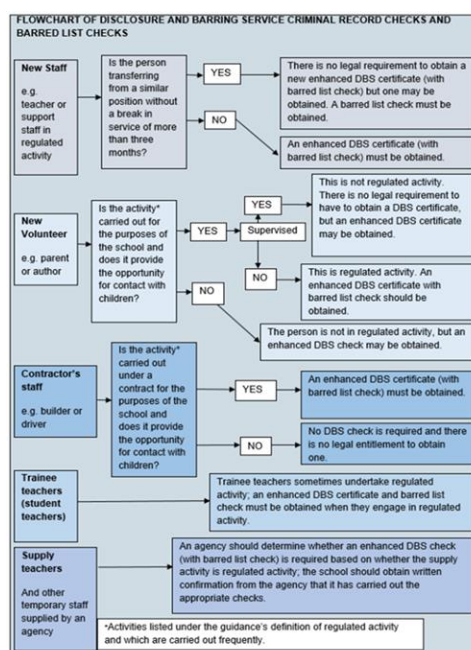 FLOWCHART OF DISCLOSURE AND BARRING SERVICE CRIMINAL RECORD CHECKS AND
BARRED LIST CHECKS
New Staff
e.g.
teacher or
support
staff in
regulated
activity
Is the person
transferring
from a similar
position without
a break in
service of more
than three
months?
YES
There is no legal requirement to obtain a
new enhanced DBS certificate (with
barred list check) but one may be
obtained. A barred list check must be
obtained.
NO
An enhanced DBS certificate (with
barred list check) must be obtained.
New
Volunteer
e.g. parent
or author
Is the activity*
carried out for
the purposes of
the school and
does it provide
the opportunity
for contact with
children?
YES
Supervised
YES
This is not regulated activity.
There is no legal requirement to
have to obtain a DBS certificate,
but an enhanced DBS certificate
may be obtained.
NO
This is regulated activity. An
enhanced DBS certificate with
barred list check should be
obtained.
NO
The person is not in regulated activity, but an
enhanced DBS check may be obtained.
Contractor's
staff
e.g. builder or
driver
Is the activity*
carried out
under a
contract for the
purposes of the
school and
does it provide
the opportunity
for contact with
children?
YES
An enhanced DBS certificate (with
barred list check) must be obtained.
NO
No DBS check is required and there
is no legal entitlement to obtain
one.
Trainee
teachers
(student
teachers)
Trainee teachers sometimes undertake regulated
activity; an enhanced DBS certificate and barred list
check must be obtained when they engage in regulated
activity.
Supply
teachers
And other
temporary staff
supplied by an
agency
An agency should determine whether an enhanced DBS check
(with barred list check) is required based on whether the supply
activity is regulated activity; the school should obtain written
confirmation from the agency that it has carried out the
appropriate checks.
*Activities listed under the guidance's definition of regulated activity
and which are carried out frequently.